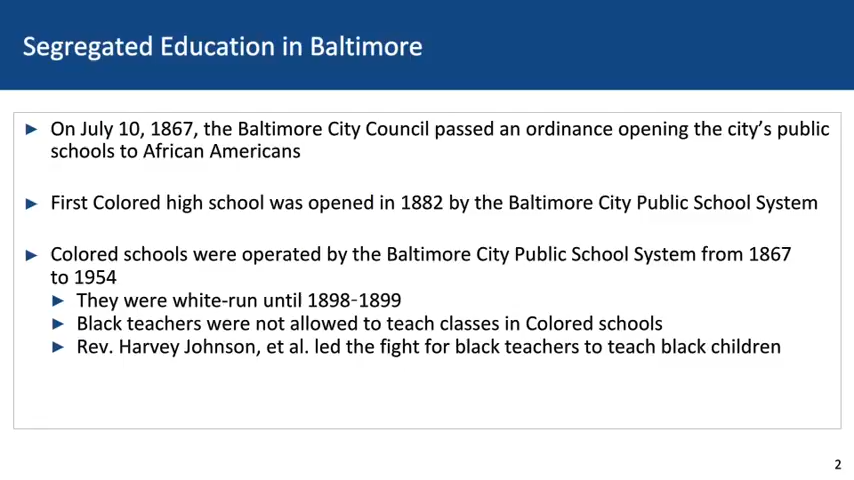 Segregated Education in Baltimore
► On July 10, 1867, the Baltimore City Council passed an ordinance opening the city’s public
schools to African Americans
► First Colored high school was opened in 1882 by the Baltimore City Public School System
► Colored schools were operated by the Baltimore City Public School System from 1867
to 1954
► They were white-run until 1898-1899
► Black teachers were not allowed to teach classes in Colored schools
► Rev. Harvey Johnson, et al. led the fight for black teachers to teach black children
2